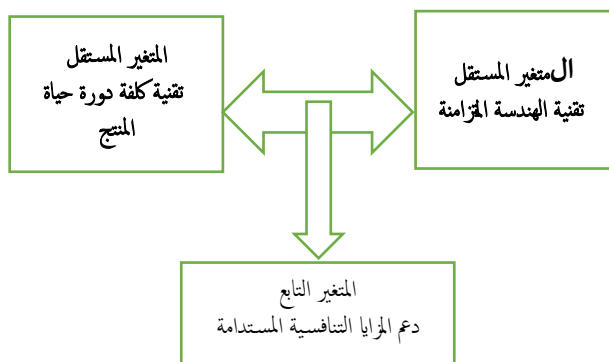 المتغير المستقل
تقنية الهندسة المتزامنة
المتغير المستقل
تقنية كلفة دورة حياة
المنتج
المتغير التابع
دعم المزايا التنافسية المستدامة